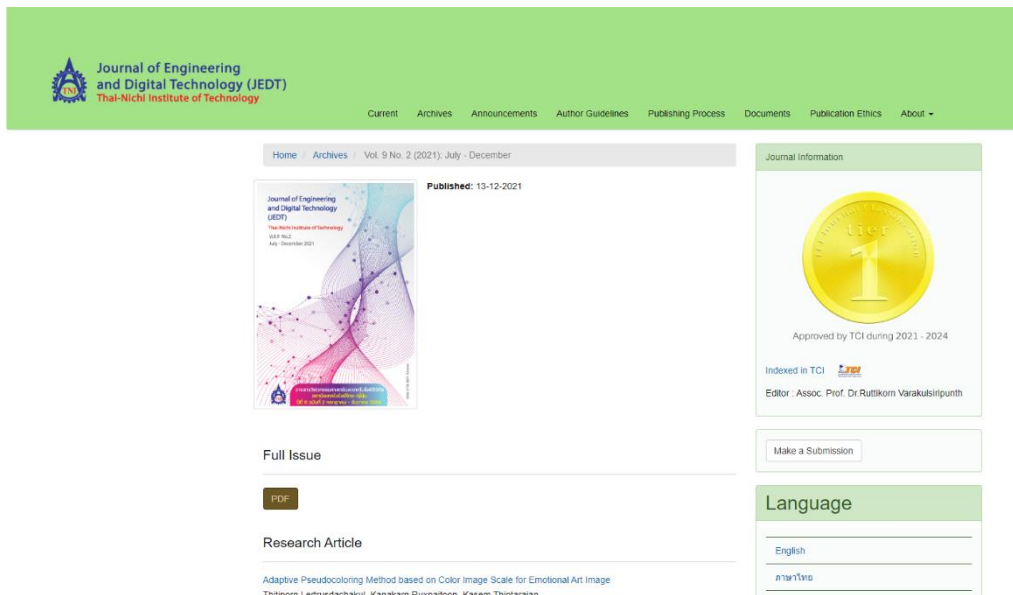 Journal of Engineering
and Digital Technology (JEDT)
Thai-Nichi Institute of Technology
TNI
Current Archives Announcements Author Guidelines Publishing Process Documents Publication Ethics About
Home / Archives / Vol. 9 No. 2 (2021): July - December
Published: 13-12-2021
Journal of Engineering
and Digital Technology
(JEDT)
Thai-Nichi Institute of Technology
Vol.9 No.2
July - December 2021
Full Issue
PDF
Research Article
Adaptive Pseudocoloring Method based on Color Image Scale for Emotional Art Image
Journal Information
tier
1
Approved by TCI during 2021 - 2024
Indexed in TCI TCI
Editor : Assoc. Prof. Dr.Ruttikorn Varakulsiripunth
Make a Submission
Language
English
ภาษาไทย